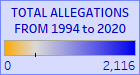 TOTAL ALLEGATIONS
FROM 1994 to 2020
0 2,116